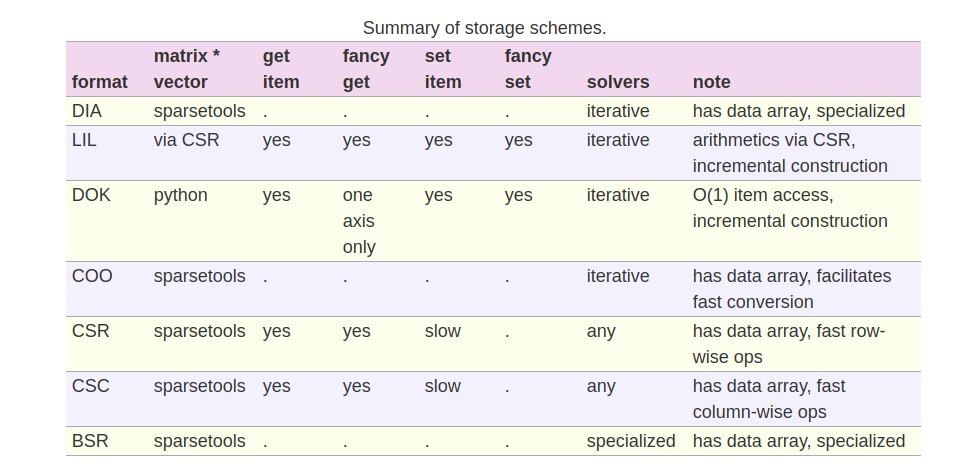 Summary of storage schemes.
matrix * get fancy set fancy
format vector item get item set solvers note
DIA sparsetools . . . . iterative has data array, specialized
LIL via CSR yes yes yes yes iterative arithmetics via CSR,
incremental construction
DOK python yes one yes yes iterative O(1) item access,
axis incremental construction
only
COO sparsetools . . . . iterative has data array, facilitates
fast conversion
CSR sparsetools yes yes slow . any has data array, fast row-
wise ops
CSC sparsetools yes yes slow . any has data array, fast
column-wise ops
BSR sparsetools . . . . specialized has data array, specialized